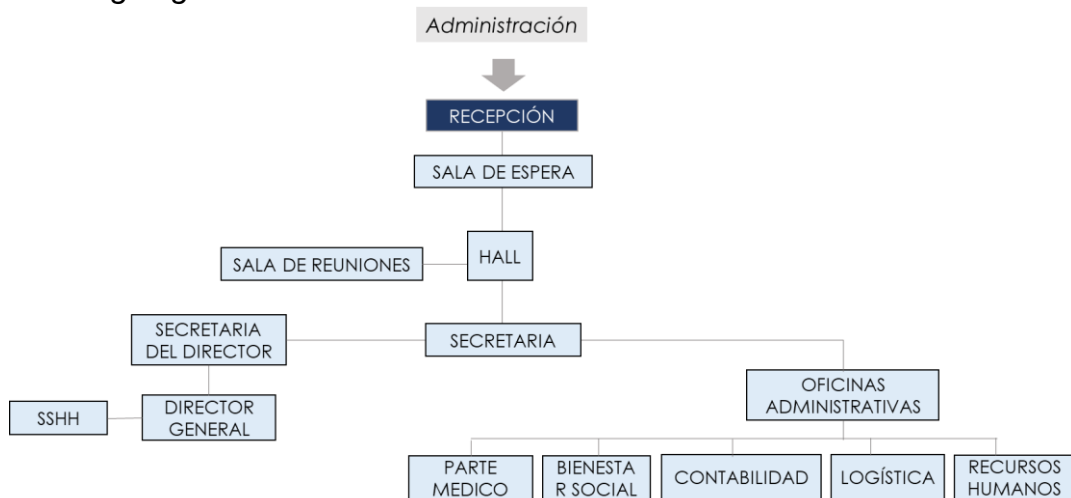 Administración
RECEPCIÓN
SALA DE ESPERA
HALL
SALA DE REUNIONES
SECRETARIA
DEL DIRECTOR
SECRETARIA
OFICINAS
ADMINISTRATIVAS
SSHH
DIRECTOR
GENERAL
PARTE
MEDICO
BIENESTA
R SOCIAL
CONTABILIDAD
LOGÍSTICA
RECURSOS
HUMANOS